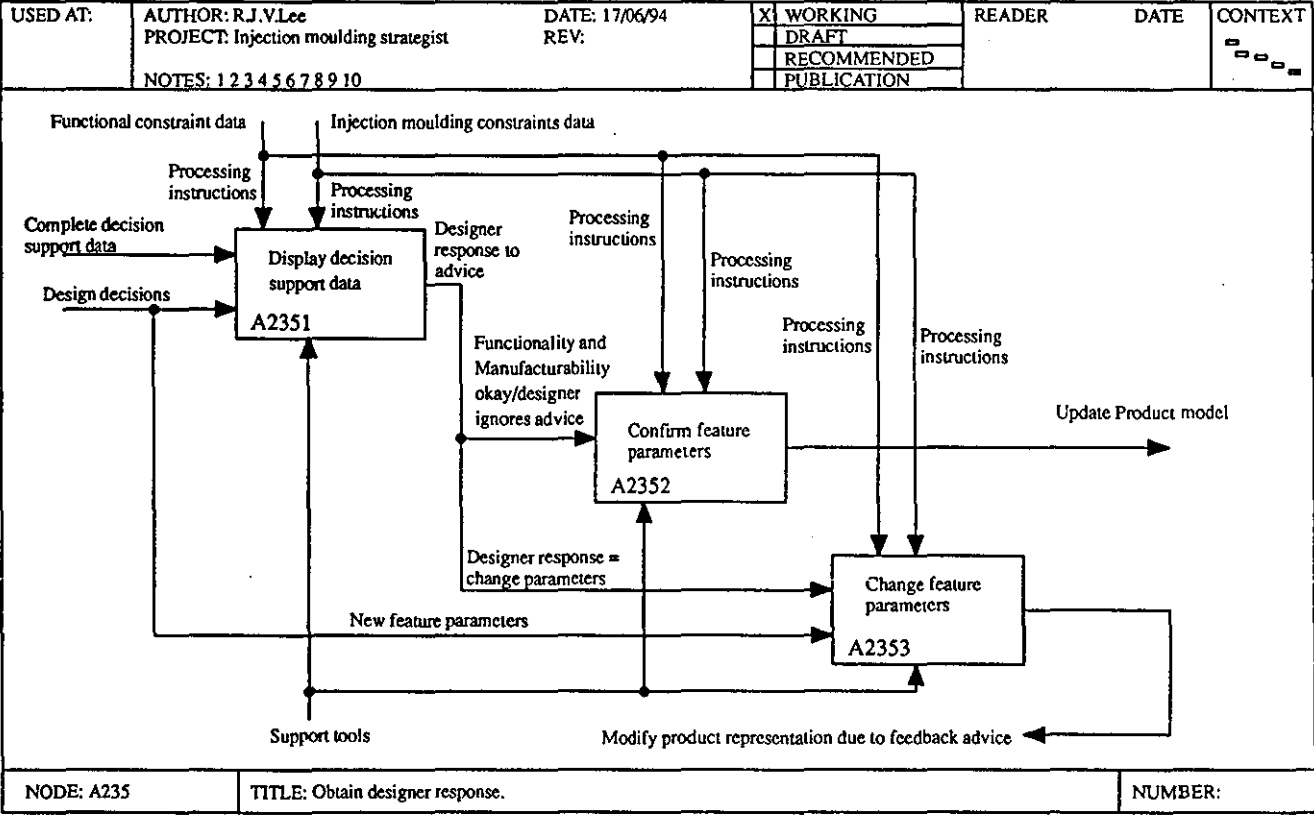 USED AT:
AUTHOR: R.J.V.Lee
DATE: 17/06/94
PROJECT: Injection moulding strategist
REV:
NOTES: 1 2 3 4 5 6 7 8 9 10
X WORKING
DRAFT
RECOMMENDED
PUBLICATION
READER
DATE
CONTEXT
Functional constraint data
Injection moulding constraints data
Processing
instructions
Processing
instructions
Complete decision
support data
Design decisions
Display decision
support data
A2351
Designer
response to
advice
Processing
instructions
Processing
instructions
Processing
instructions
Processing
instructions
Functionality and
Manufacturability
okay/designer
ignores advice
Confirm feature
parameters
A2352
Update Product model
Designer response =
change parameters
Change feature
parameters
A2353
New feature parameters
Support tools
Modify product representation due to feedback advice
NODE: A235
TITLE: Obtain designer response.
NUMBER: